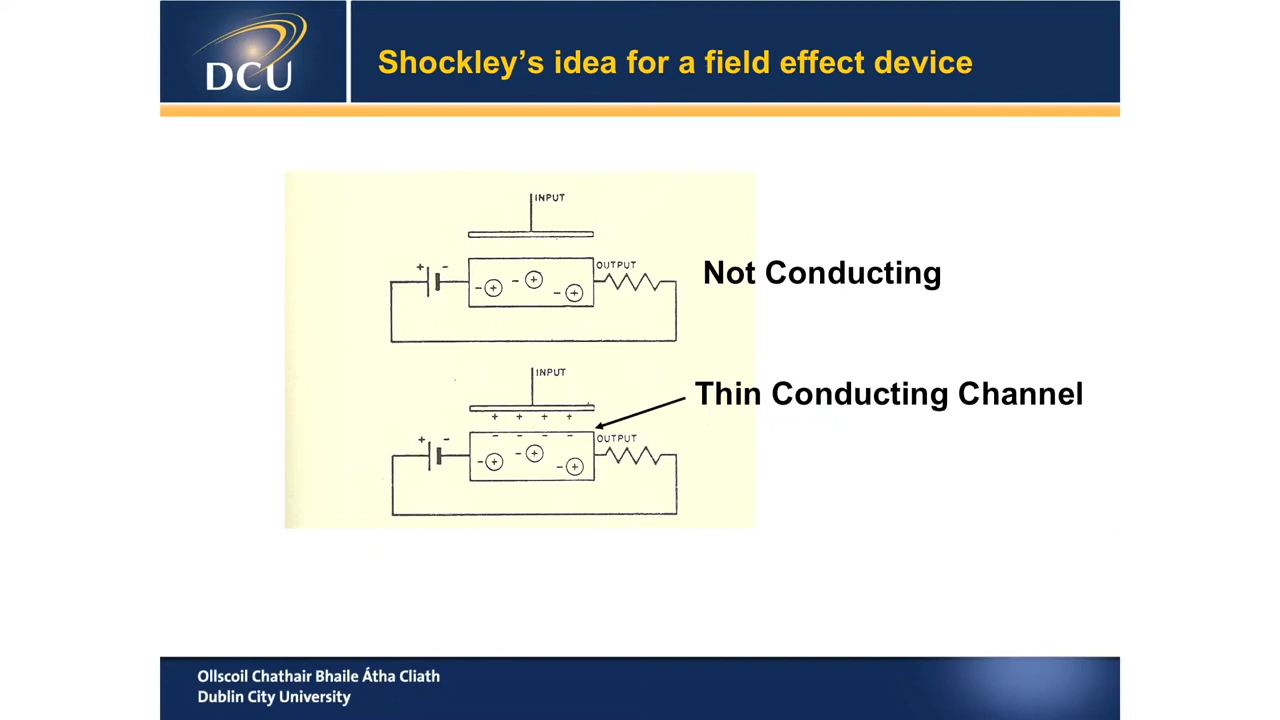 DCU
Shockley’s idea for a field effect device
INPUT
+ -
OUTPUT
- + - + - +
Not Conducting
INPUT
+ + + +
Thin Conducting Channel
+ -
- - - -
OUTPUT
- + - + - +
Ollscoil Chathair Bhaile Átha Cliath
Dublin City University